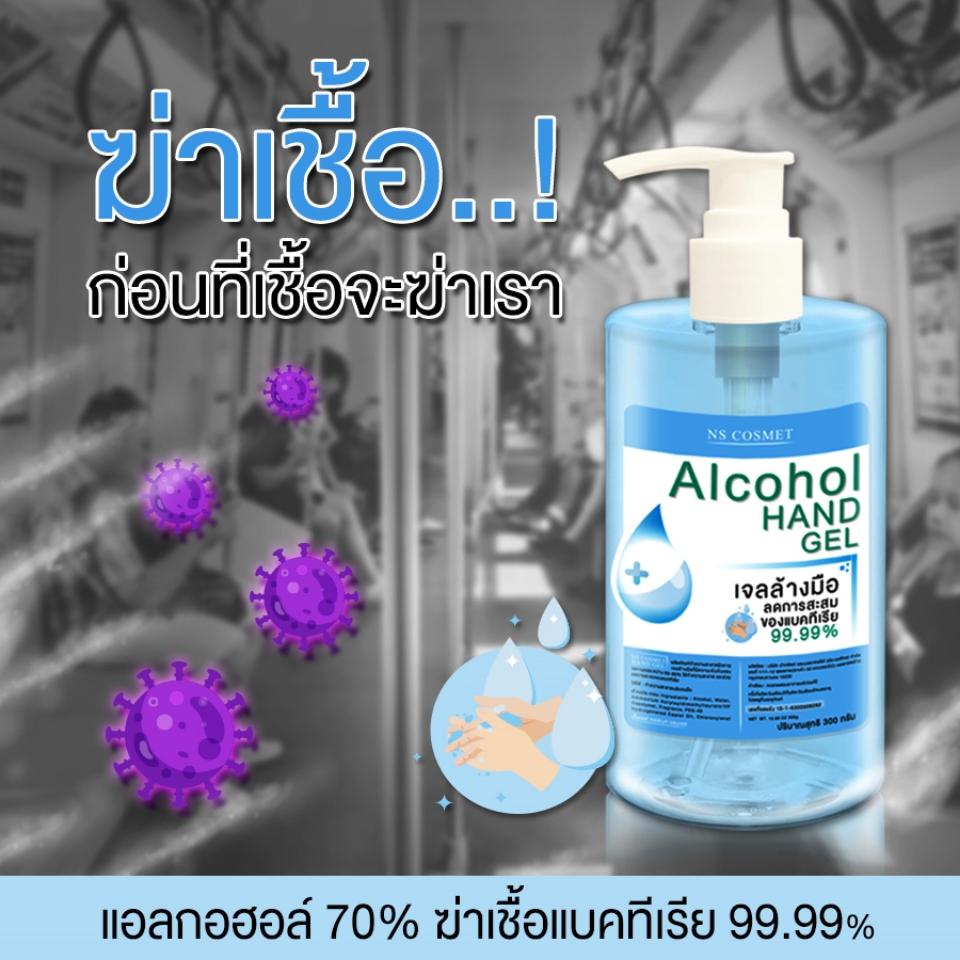 ฆ่าเชื้อ..!
ก่อนที่เชื้อจะฆ่าเรา
NS COSMET
Alcohol
HAND
GEL
เจลล้างมือ
ลดการสะสม
ของแบคทีเรีย
99.99%
NS COSMET
HAND GEL
ปริมาณสุทธิ 300 กรัม
แอลกอฮอล์ 70% ฆ่าเชื้อแบคทีเรีย 99.99%